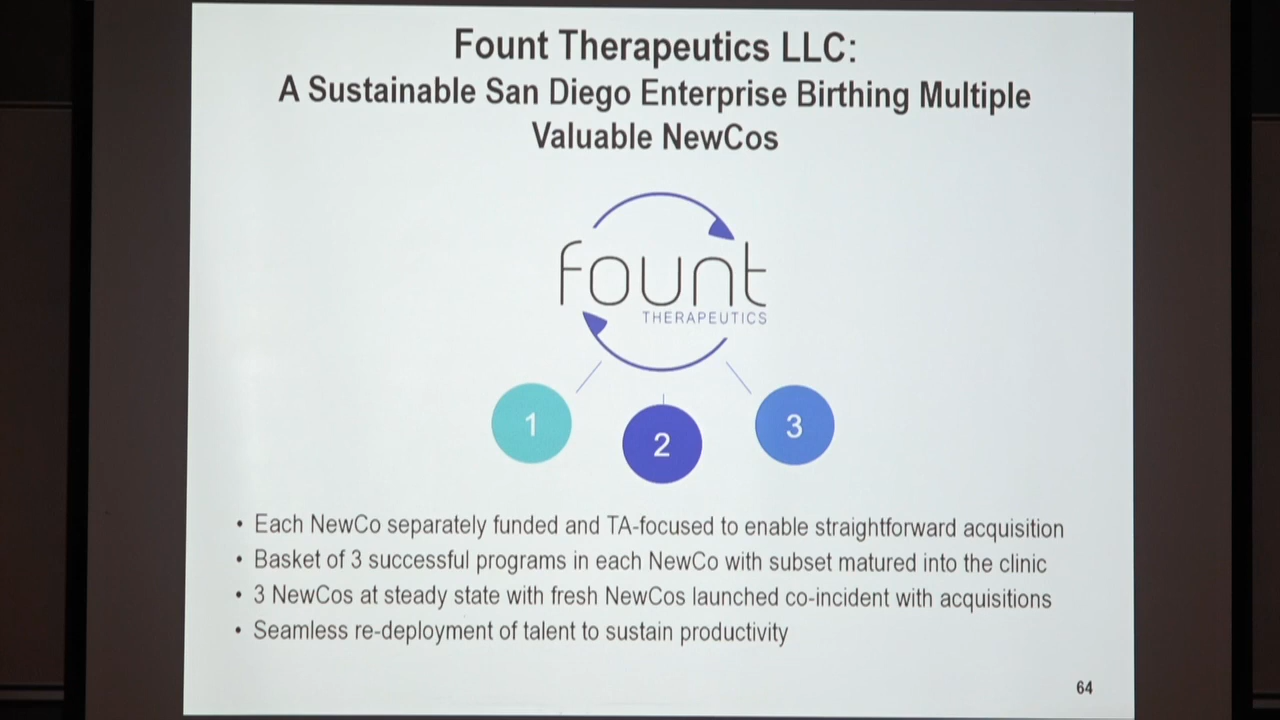 Fount Therapeutics LLC:
A Sustainable San Diego Enterprise Birthing Multiple
Valuable NewCos
fount
THERAPEUTICS
1
2
3
• Each NewCo separately funded and TA-focused to enable straightforward acquisition
• Basket of 3 successful programs in each NewCo with subset matured into the clinic
• 3 NewCos at steady state with fresh NewCos launched co-incident with acquisitions
• Seamless re-deployment of talent to sustain productivity
64